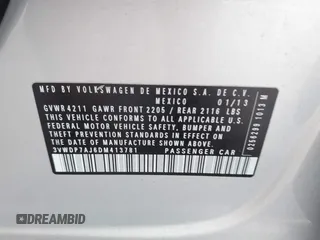 MFD BY VOLKSWAGEN DE MEXICO S.A. DE C.V.
MEXICO 01/13
GVWR 4211 GAWR FRONT 2205 / REAR 2116 LBS
THIS VEHICLE CONFORMS TO ALL APPLICABLE U.S.
FEDERAL MOTOR VEHICLE SAFETY, BUMPER, AND
THEFT PREVENTION STANDARDS IN EFFECT ON THE
DATE OF MANUFACTURE SHOWN ABOVE.
3VWDP7AJ6DM413781 PASSENGER CAR
1013 M
AUTOBIDMASTER